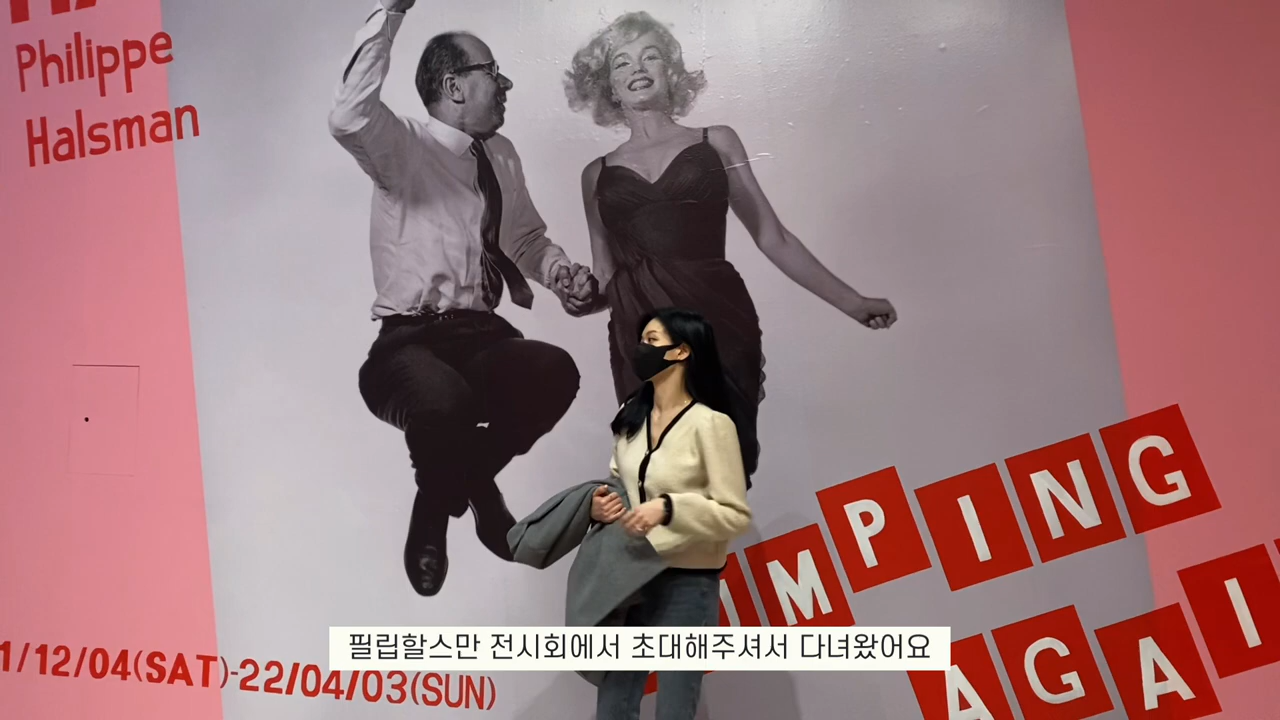 Philippe
Halsman
MPING
AGAI
1/12/04(SAT)-22/04/03(SUN)
필립할스만 전시회에서 초대해주셔서 다녀왔어요